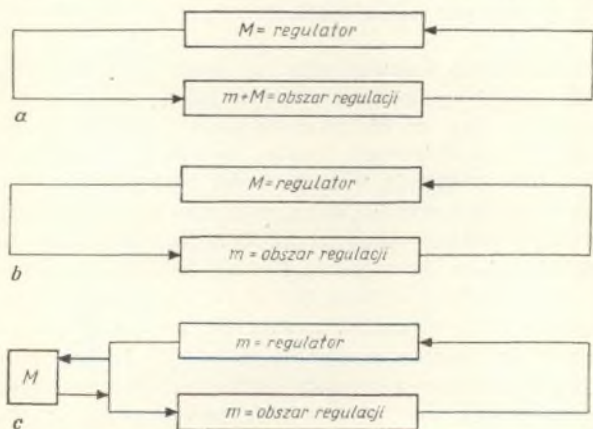 M = regulator
m+M = obszar regulacji
a
M = regulator
m = obszar regulacji
b
m = regulator
M
m = obszar regulacji
c